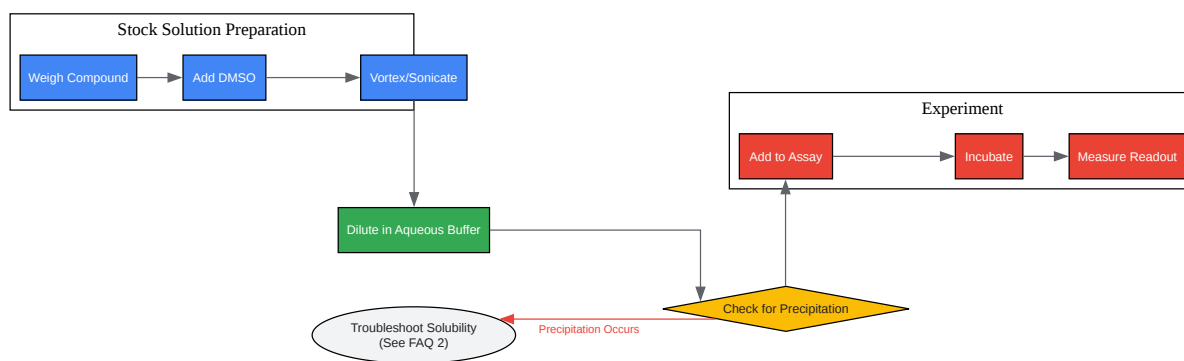 Stock Solution Preparation
Weigh Compound
Add DMSO
Vortex/Sonicate
Experiment
Add to Assay
Incubate
Measure Readout
Dilute in Aqueous Buffer
Check for Precipitation
Precipitation Occurs
Troubleshoot Solubility
(See FAQ 2)